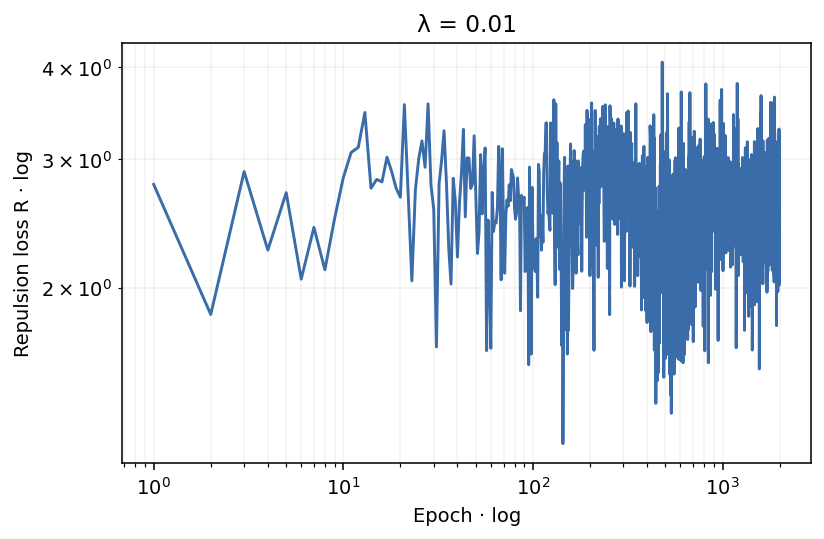 λ = 0.01
4 × 10⁰
3 × 10⁰
2 × 10⁰
Repulsion loss R · log
10⁰ 10¹ 10² 10³
Epoch · log